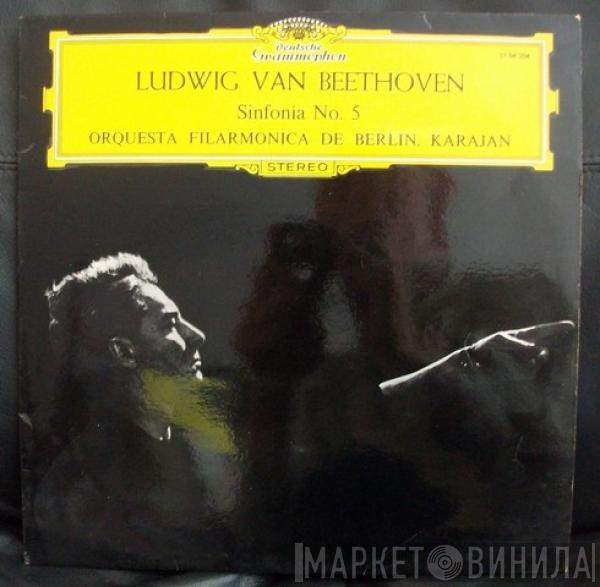 Deutsche
Grammophon
LUDWIG VAN BEETHOVEN
Sinfonia No. 5
ORQUESTA FILARMONICA DE BERLIN. KARAJAN
STEREO
МАРКЕТ ВИНИЛА